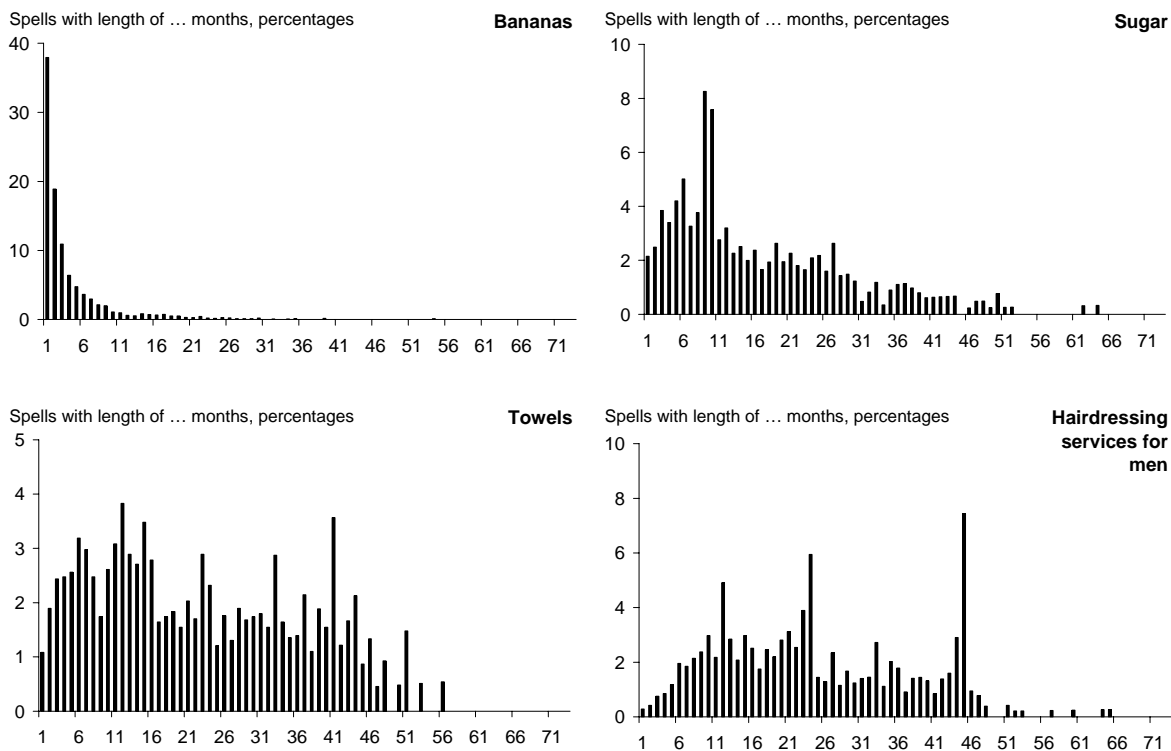 Spells with length of … months, percentages Bananas
40
30
20
10
0
1 6 11 16 21 26 31 36 41 46 51 56 61 66 71
Spells with length of … months, percentages Sugar
10
8
6
4
2
0
1 6 11 16 21 26 31 36 41 46 51 56 61 66 71
Spells with length of … months, percentages Towels
5
4
3
2
1
0
1 6 11 16 21 26 31 36 41 46 51 56 61 66 71
Spells with length of … months, percentages Hairdressing
services for
men
10
8
6
4
2
0
1 6 11 16 21 26 31 36 41 46 51 56 61 66 71